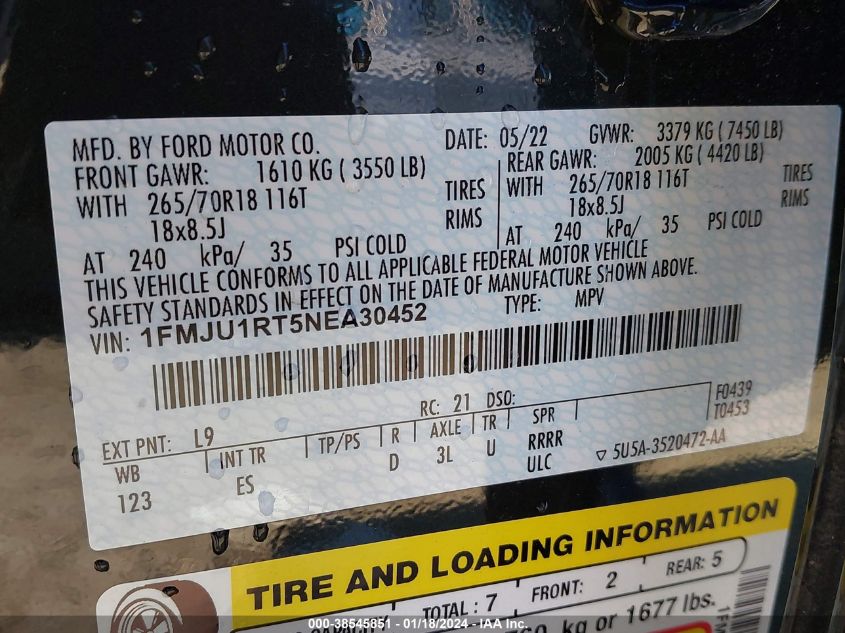 MFD. BY FORD MOTOR CO. DATE: 05/22 GVWR: 3379 KG ( 7450 LB)
FRONT GAWR: 1610 KG ( 3550 LB) REAR GAWR: 2005 KG ( 4420 LB)
WITH 265/70R18 116T TIRES WITH 265/70R18 116T TIRES
18x8.5J RIMS 18x8.5J RIMS
AT 240 kPa/ 35 PSI COLD AT 240 kPa/ 35 PSI COLD
THIS VEHICLE CONFORMS TO ALL APPLICABLE FEDERAL MOTOR VEHICLE
SAFETY STANDARDS IN EFFECT ON THE DATE OF MANUFACTURE SHOWN ABOVE.
VIN: 1FMJU1RT5NEA30452 TYPE: MPV
F0439
RC: 21 DSO: T0453
EXT PNT: L9
WB INT TR TP/PS R AXLE TR SPR
123 ES D 3L U RRRR
ULC ▽ 5U5A-3520472-AA
TIRE AND LOADING INFORMATION
TOTAL : 7 FRONT: 2 REAR: 5
kg or 1677 lbs.
000-38545851 - 01/18/2024 - IAA Inc.